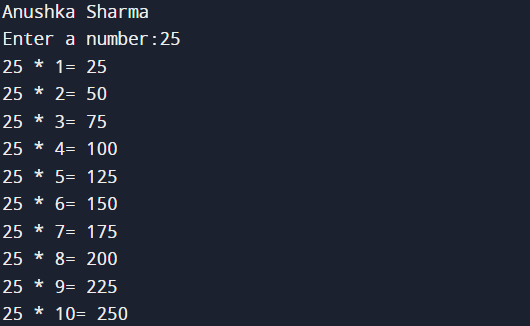 Anushka Sharma
Enter a number:25
25 * 1= 25
25 * 2= 50
25 * 3= 75
25 * 4= 100
25 * 5= 125
25 * 6= 150
25 * 7= 175
25 * 8= 200
25 * 9= 225
25 * 10= 250